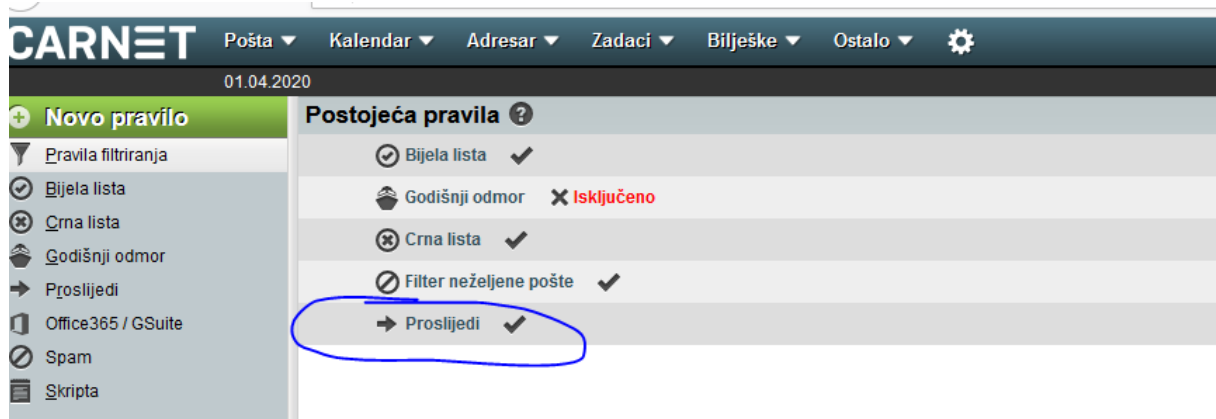 CARNET Pošta Kalendar Adresar Zadaci Bilješke Ostalo
01.04.2020
Novo pravilo
Pravila filtriranja
Bijela lista
Crna lista
Godišnji odmor
Proslijedi
Office365 / GSuite
Spam
Skripta
Postojeća pravila ?
Bijela lista
Godišnji odmor Isključeno
Crna lista
Filter neželjene pošte
Proslijedi